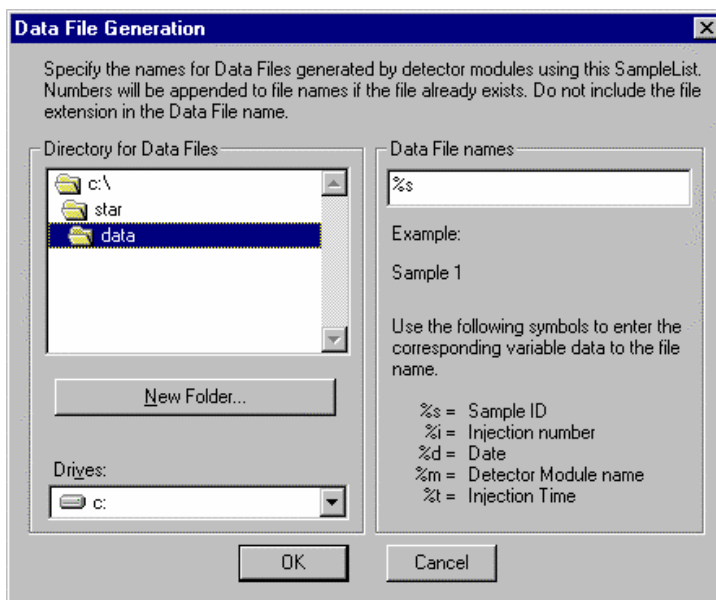 Data File Generation
Specify the names for Data Files generated by detector modules using this SampleList.
Numbers will be appended to file names if the file already exists. Do not include the file
extension in the Data File name.
Directory for Data Files
c:\
star
data
New Folder...
Drives:
c:
Data File names
%s
Example:
Sample 1
Use the following symbols to enter the
corresponding variable data to the file
name.
%s = Sample ID
%i = Injection number
%d = Date
%m = Detector Module name
%t = Injection Time
OK
Cancel